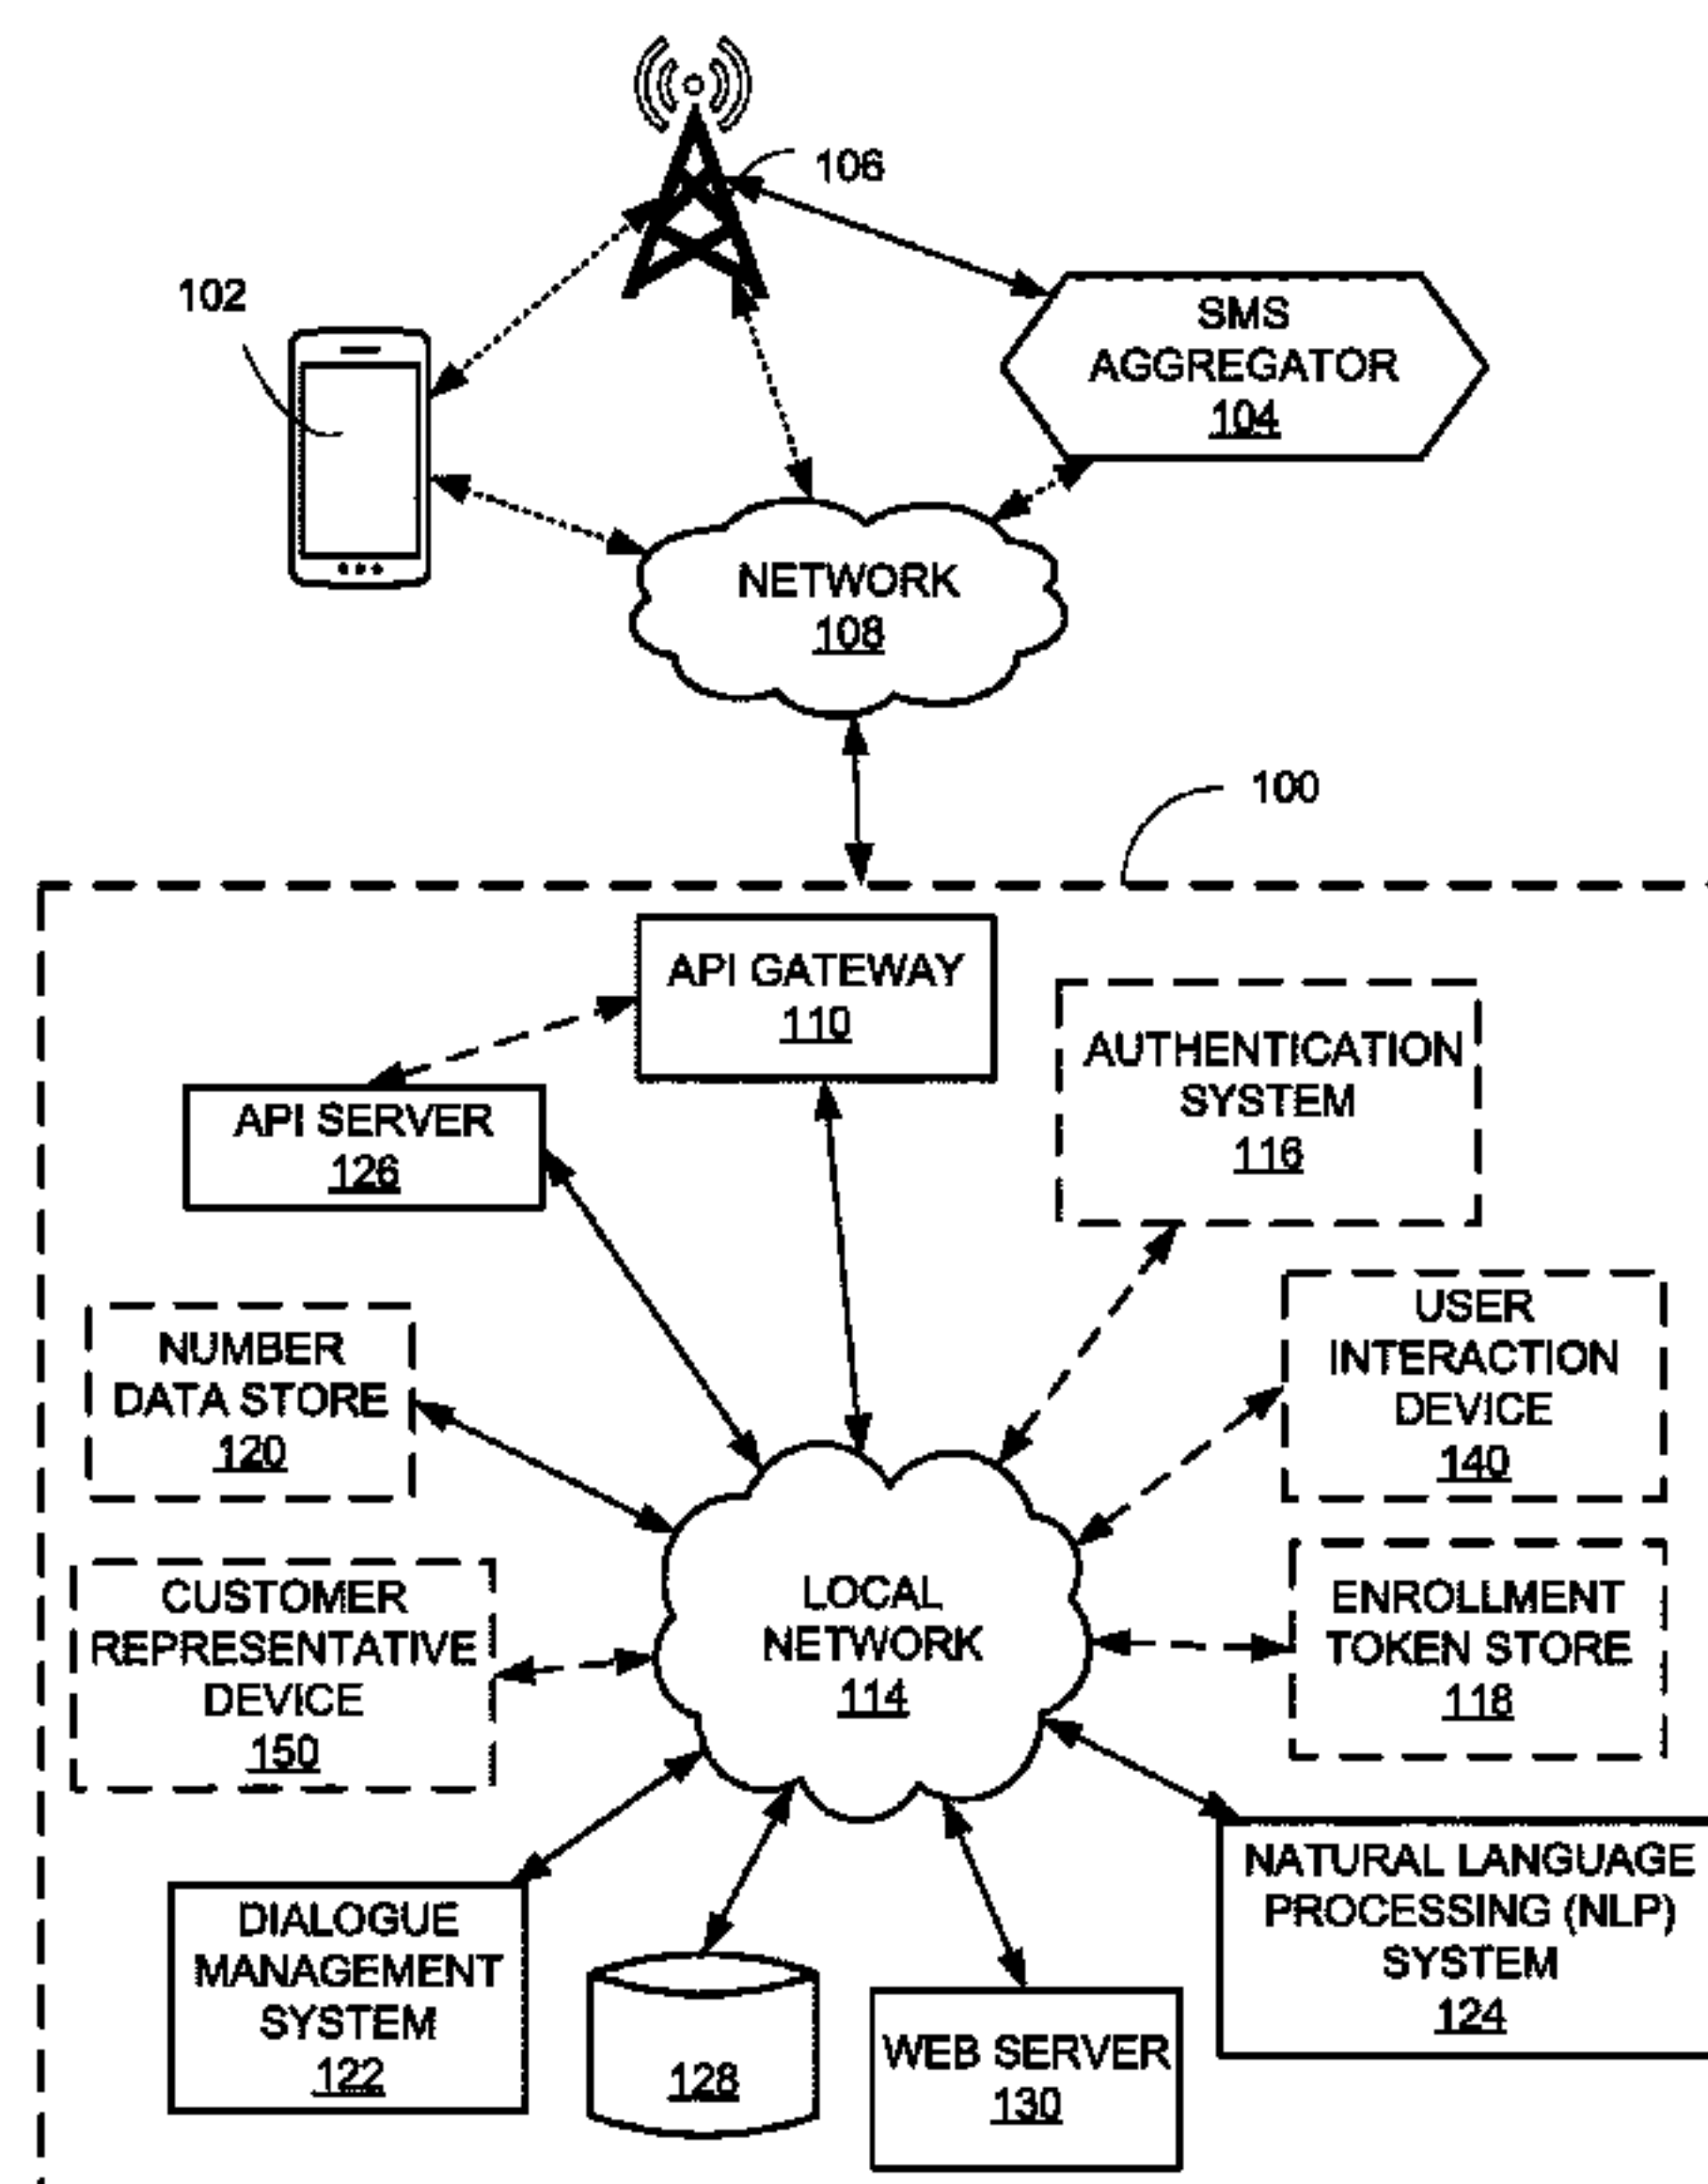 106
102
SMS
AGGREGATOR
104
NETWORK
108
100
API GATEWAY
110
AUTHENTICATION
SYSTEM
116
API SERVER
126
USER
INTERACTION
DEVICE
140
NUMBER
DATA STORE
120
CUSTOMER
REPRESENTATIVE
DEVICE
150
LOCAL
NETWORK
114
ENROLLMENT
TOKEN STORE
118
NATURAL LANGUAGE
PROCESSING (NLP)
SYSTEM
124
DIALOGUE
MANAGEMENT
SYSTEM
122
128
WEB SERVER
130